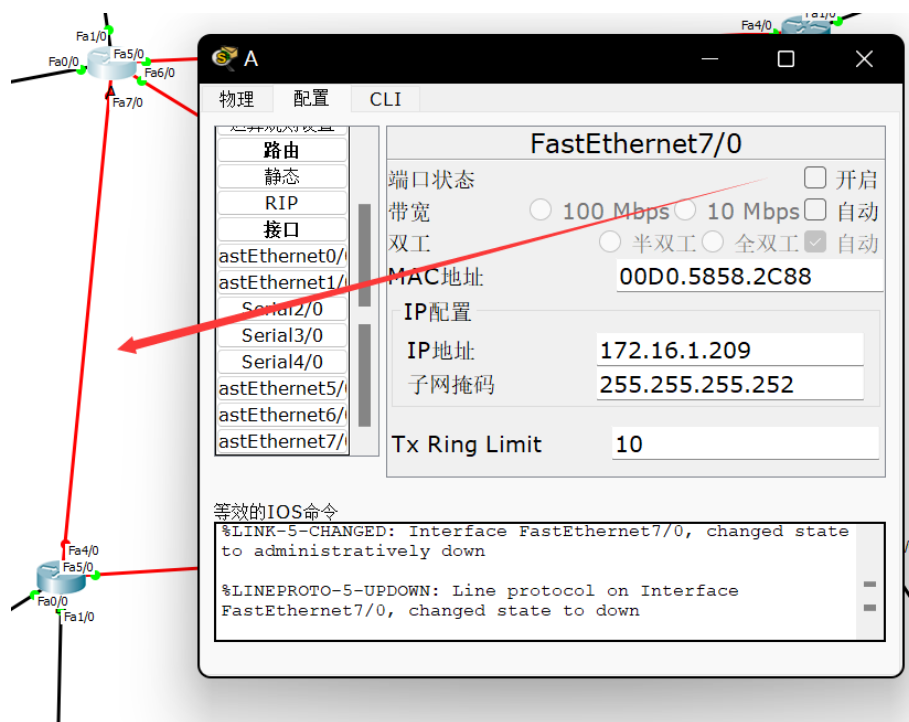 Fa1/0
Fa0/0
Fa5/0
Fa6/0
Fa7/0
Fa4/0
Fa1/0
A
物理
配置
CLI
路由
静态
RIP
接口
astEthernet0/
astEthernet1/
Serial2/0
Serial3/0
Serial4/0
astEthernet5/
astEthernet6/
astEthernet7/
FastEthernet7/0
端口状态 开启
带宽 100 Mbps 10 Mbps 自动
双工 半双工 全双工 自动
MAC地址 00D0.5858.2C88
IP配置
IP地址 172.16.1.209
子网掩码 255.255.255.252
Tx Ring Limit 10
等效的IOS命令
%LINK-5-CHANGED: Interface FastEthernet7/0, changed state
to administratively down
%LINEPROTO-5-UPDOWN: Line protocol on Interface
FastEthernet7/0, changed state to down
Fa4/0
Fa5/0
Fa0/0
Fa1/0